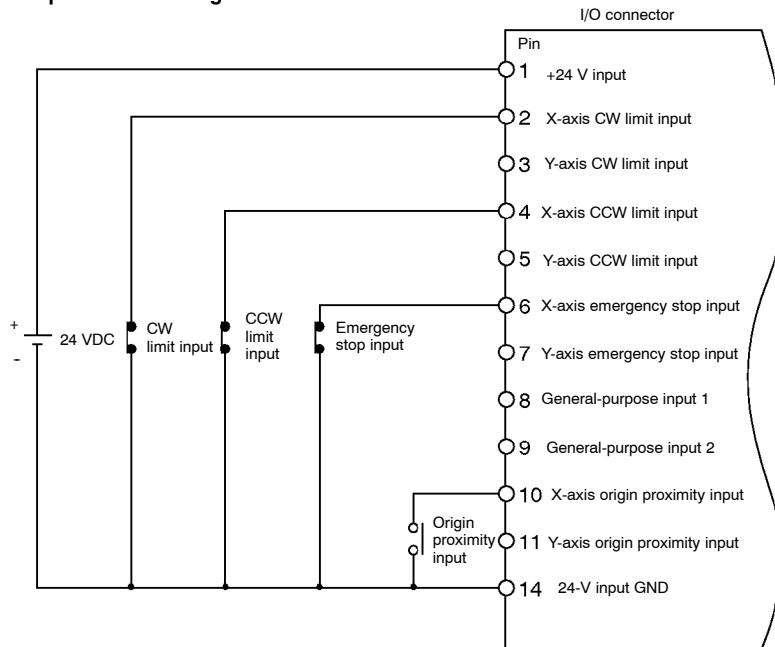 I/O connector
Pin
1 +24 V input
2 X-axis CW limit input
3 Y-axis CW limit input
4 X-axis CCW limit input
5 Y-axis CCW limit input
6 X-axis emergency stop input
7 Y-axis emergency stop input
8 General-purpose input 1
9 General-purpose input 2
10 X-axis origin proximity input
11 Y-axis origin proximity input
14 24-V input GND
+
24 VDC
-
CW
limit input
CCW
limit
input
Emergency
stop input
Origin
proximity
input